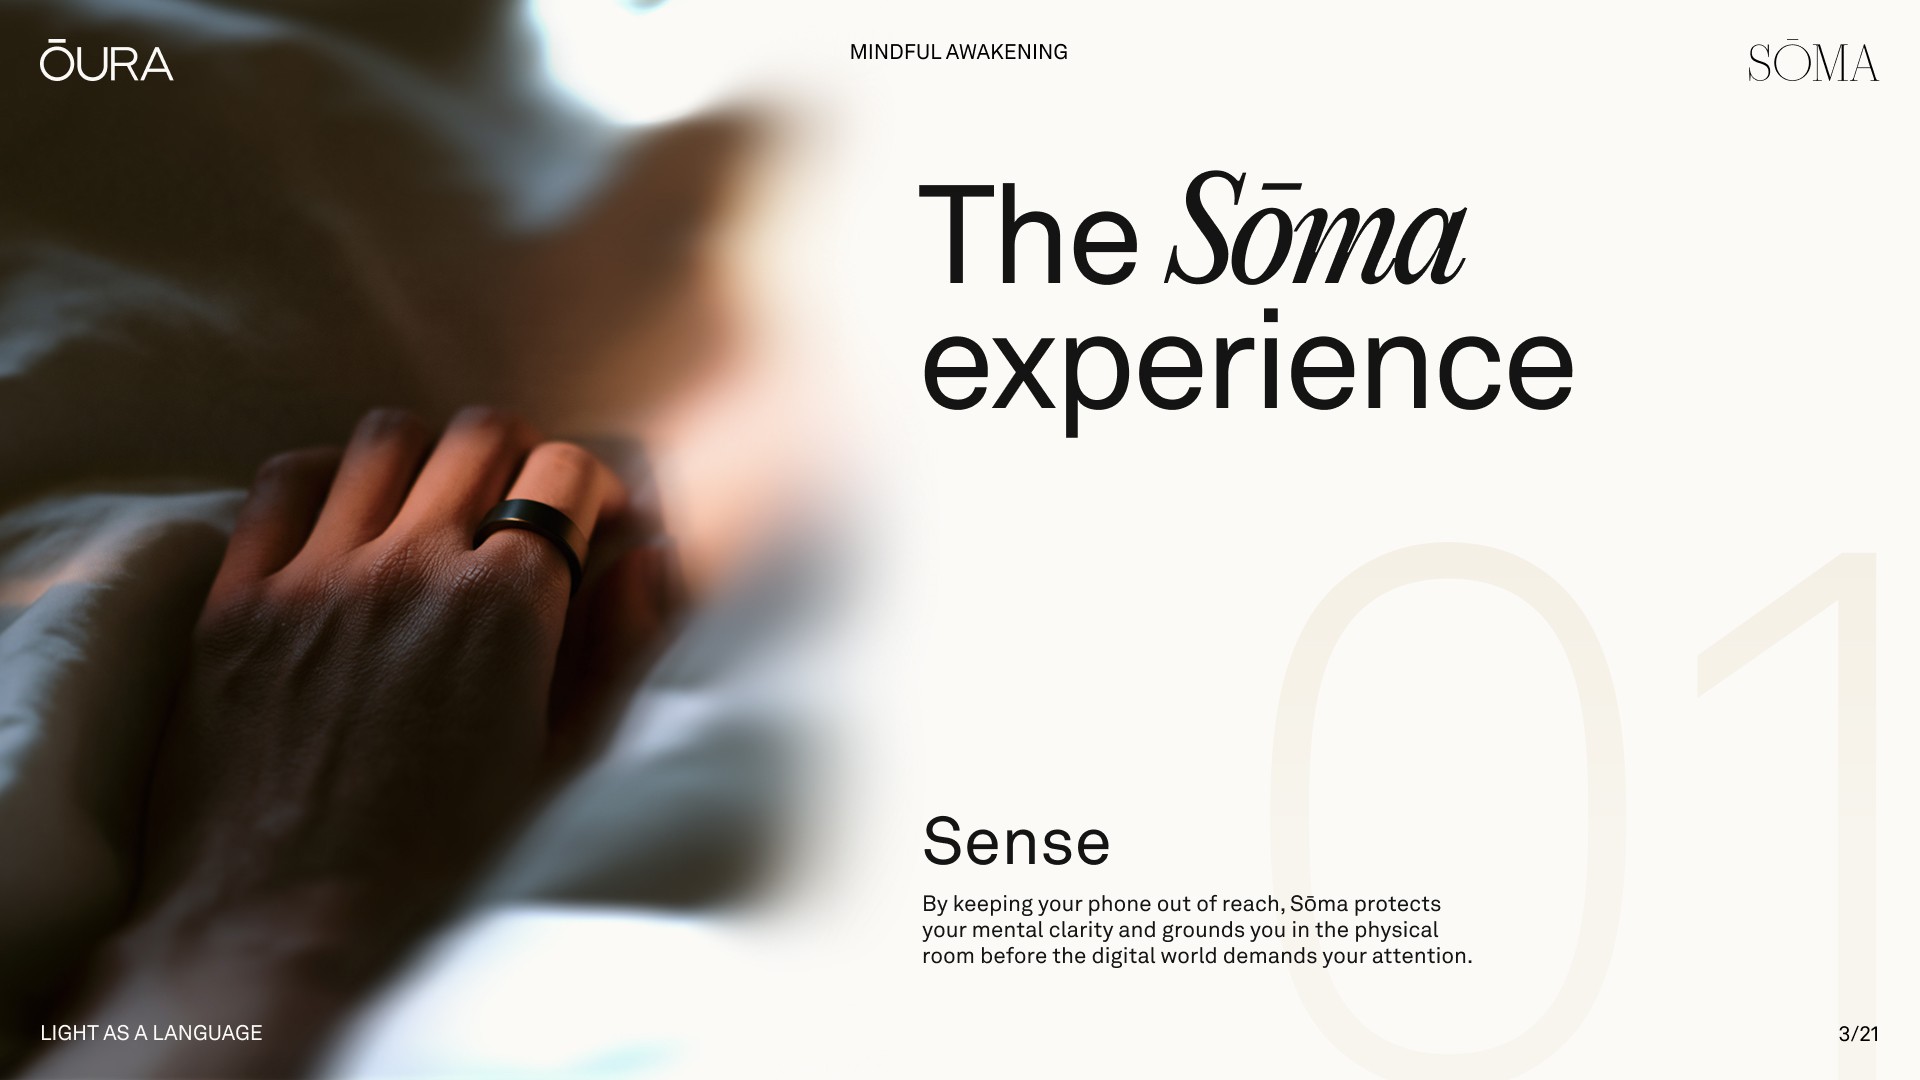 ŌURA
MINDFUL AWAKENING
SŌMA
The Sōma
experience
01
Sense
By keeping your phone out of reach, Sōma protects
your mental clarity and grounds you in the physical
room before the digital world demands your attention.
LIGHT AS A LANGUAGE
3/21